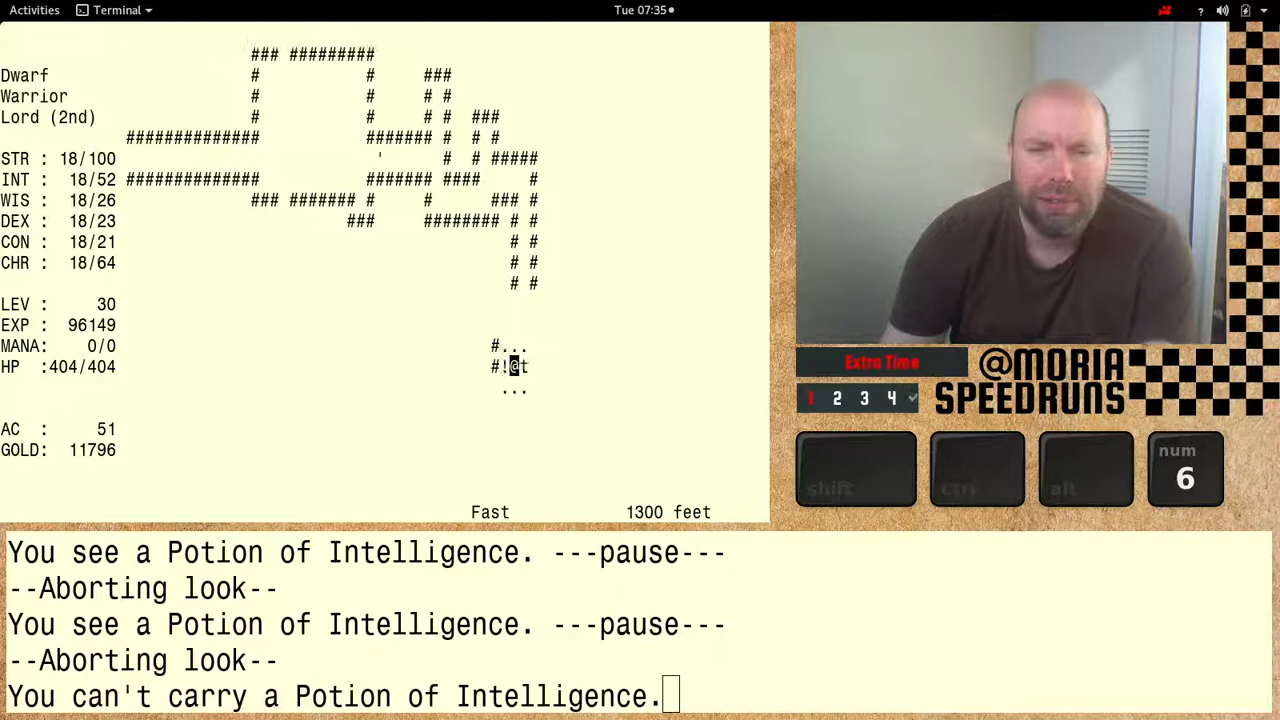 Activities Terminal Tue 07:35
### #########
Dwarf # # ###
Warrior # # # #
Lord (2nd) # # # # ###
############## ####### # # #
STR : 18/100 ' # # #####
INT : 18/52 ############## ####### #### #
WIS : 18/26 ### ####### # # ### #
DEX : 18/23 ### ######## # #
CON : 18/21 # #
CHR : 18/64 # #
# #
LEV : 30
EXP : 96149
MANA: 0/0 #...
HP :404/404 #!@t
...
AC : 51
GOLD: 11796
Fast 1300 feet
Extra Time
1 2 3 4
@MORIA
SPEEDRUNS
shift ctrl alt num
6
You see a Potion of Intelligence. ---pause---
--Aborting look--
You see a Potion of Intelligence. ---pause---
--Aborting look--
You can't carry a Potion of Intelligence.